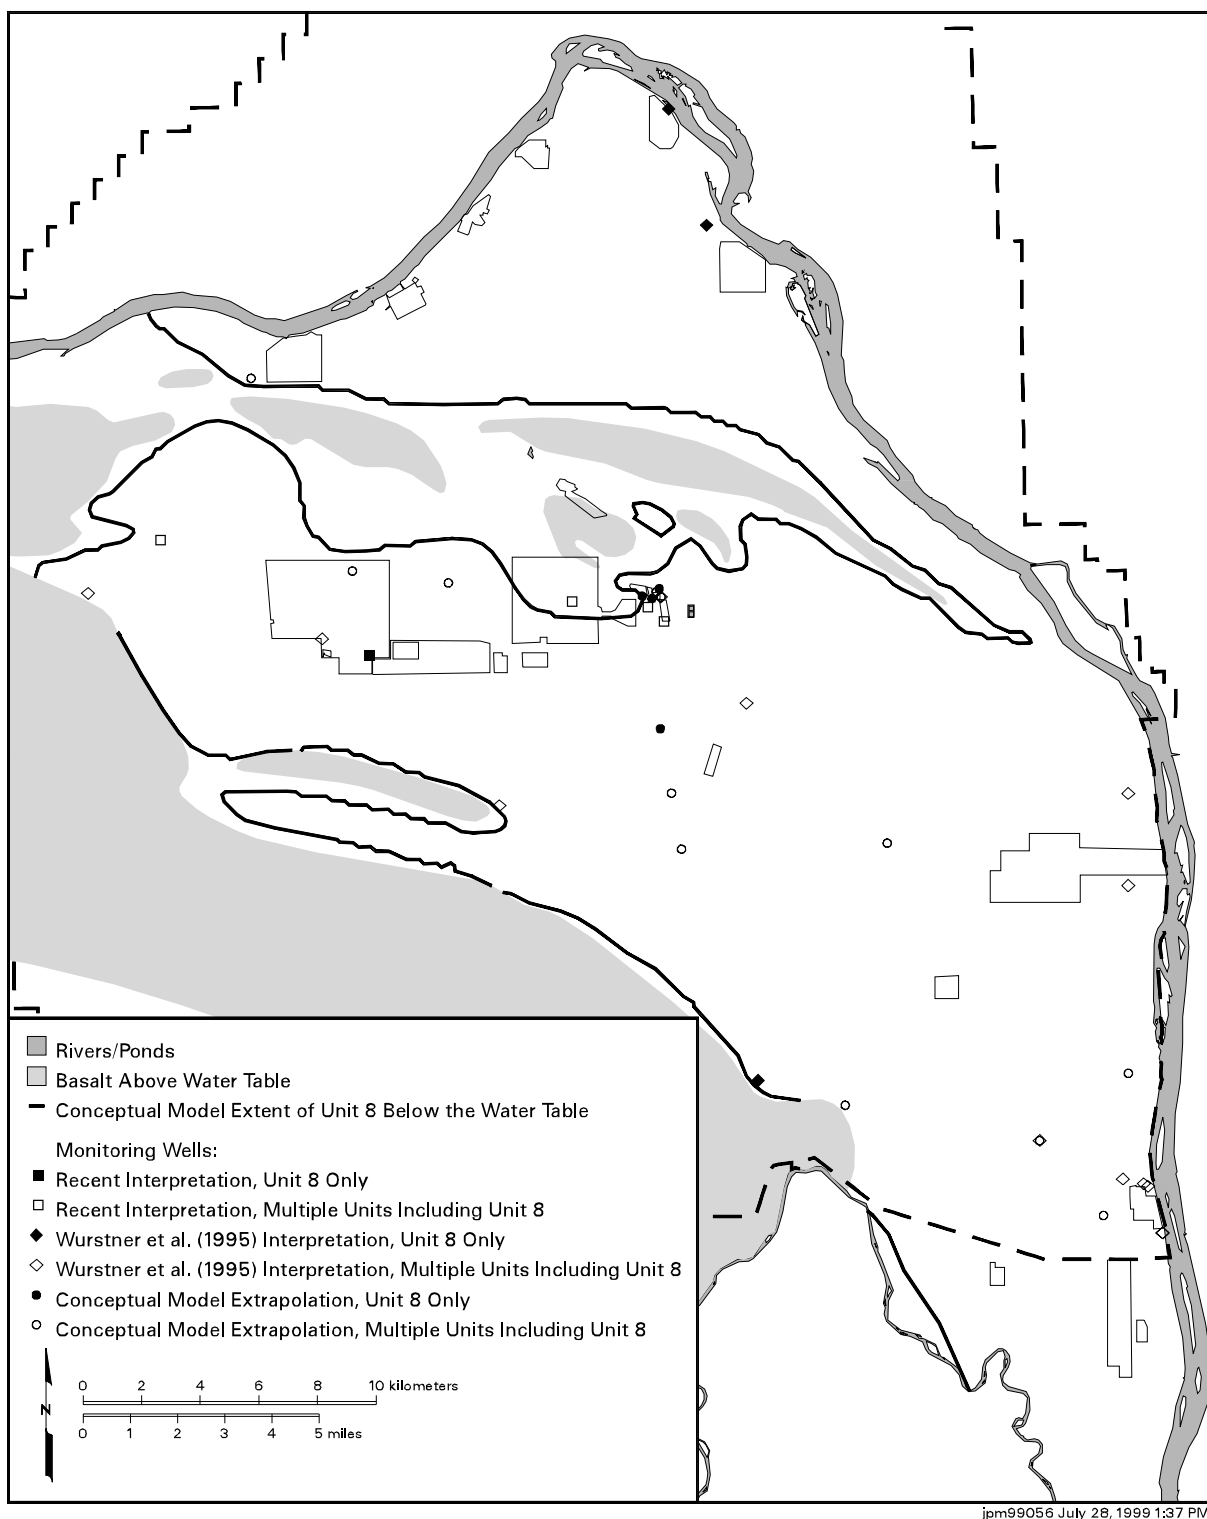 Rivers/Ponds
Basalt Above Water Table
Conceptual Model Extent of Unit 8 Below the Water Table
Monitoring Wells:
Recent Interpretation, Unit 8 Only
Recent Interpretation, Multiple Units Including Unit 8
Wurstner et al. (1995) Interpretation, Unit 8 Only
Wurstner et al. (1995) Interpretation, Multiple Units Including Unit 8
Conceptual Model Extrapolation, Unit 8 Only
Conceptual Model Extrapolation, Multiple Units Including Unit 8
0 2 4 6 8 10 kilometers
N
0 1 2 3 4 5 miles
jpm99056 July 28, 1999 1:37 PM